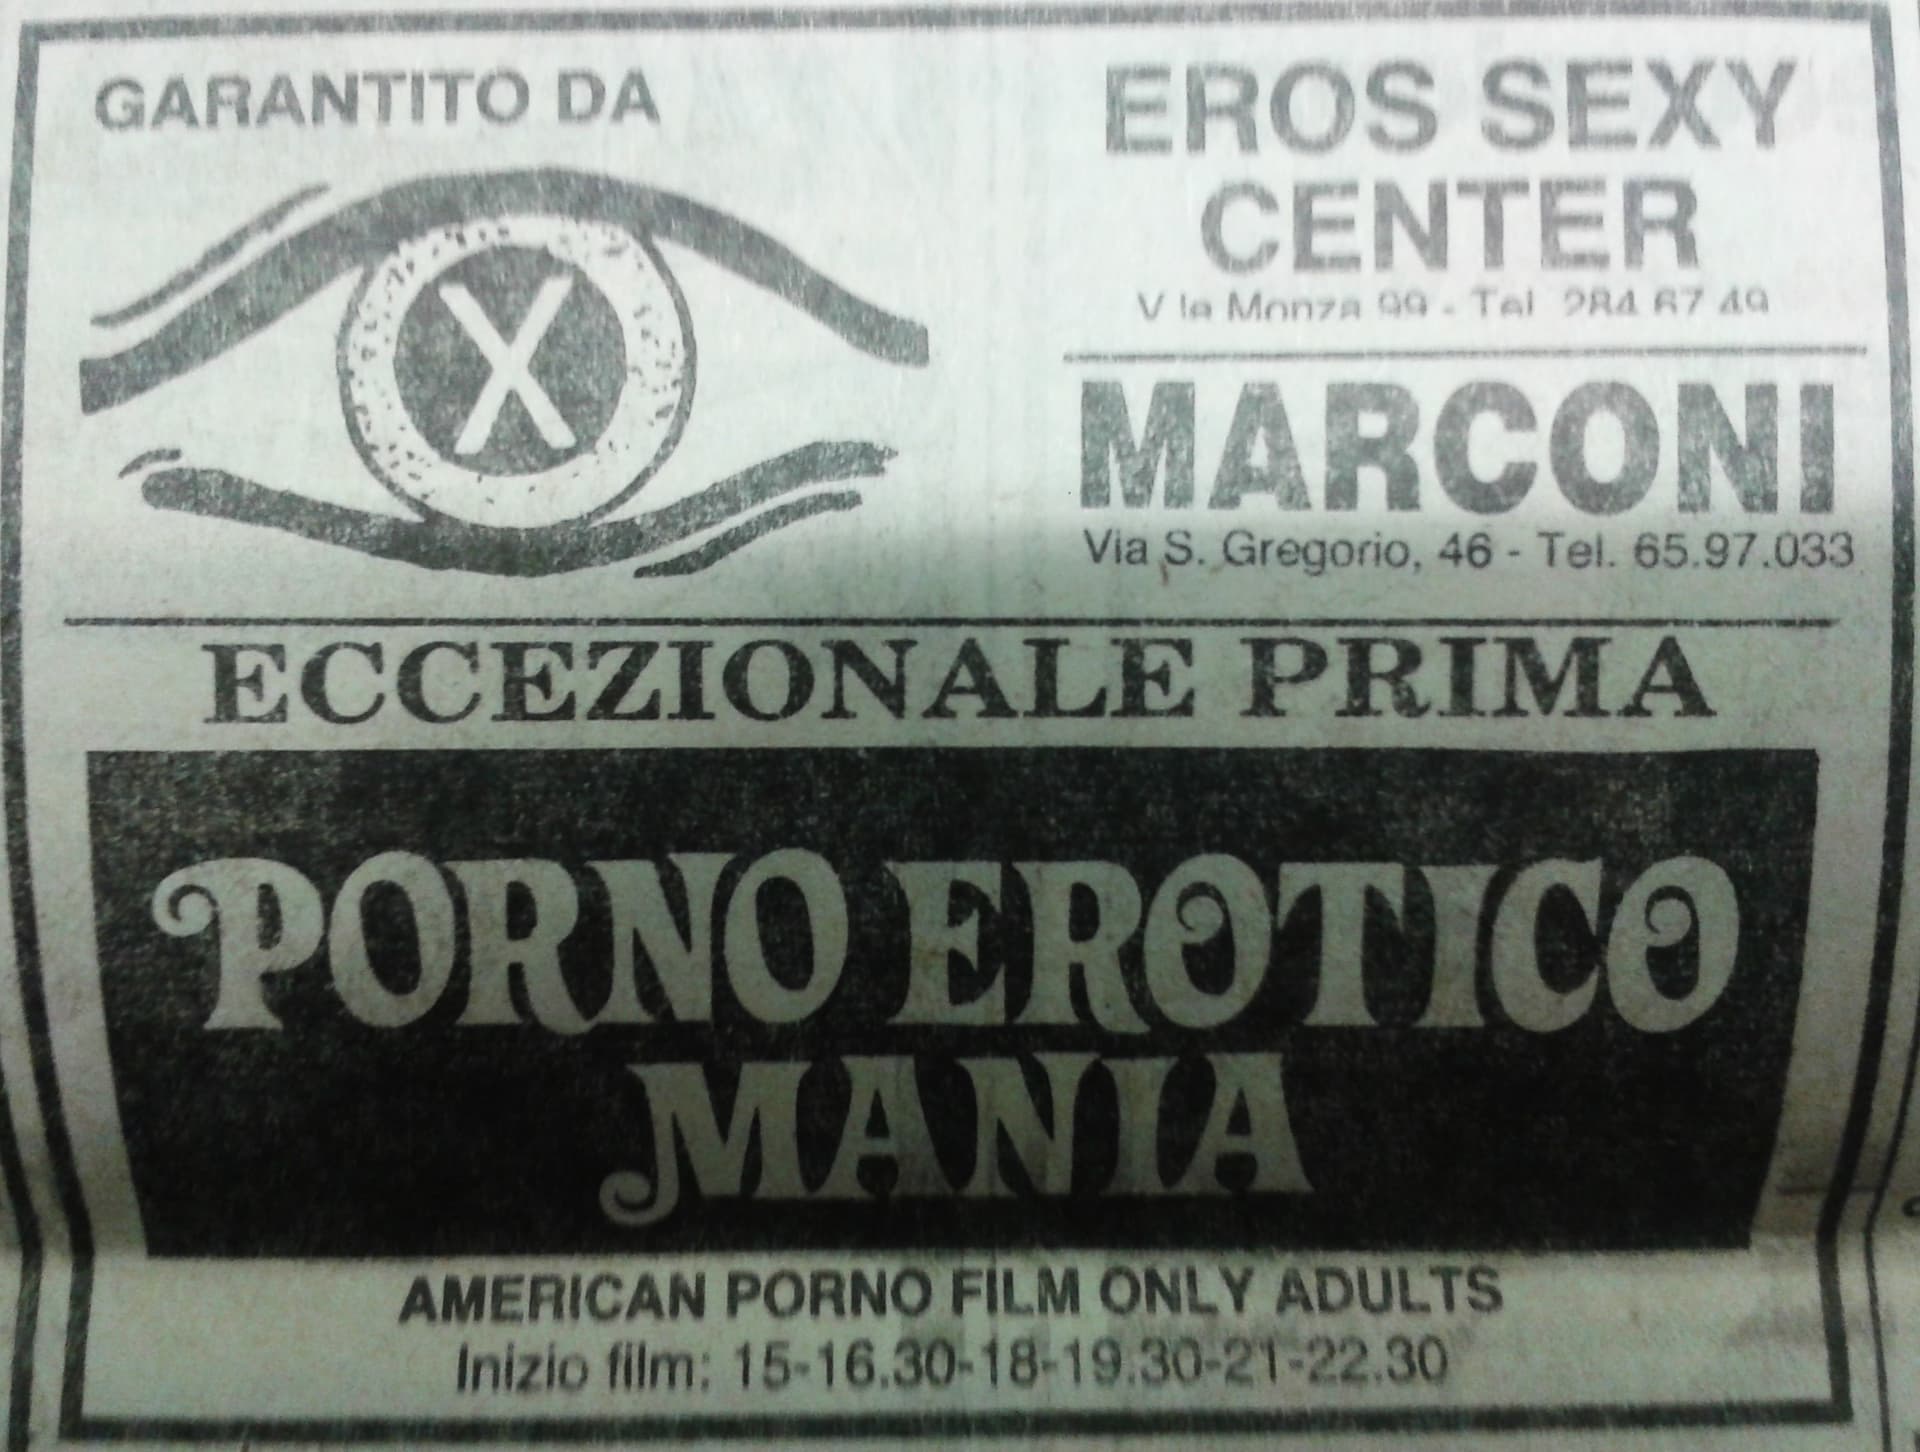 GARANTITO DA
X
EROS SEXY
CENTER
V le Monza 99 - Tel 284 67 49
MARCONI
Via S. Gregorio, 46 - Tel. 65.97.033
ECCEZIONALE PRIMA
PORNO EROTICO
MANIA
AMERICAN PORNO FILM ONLY ADULTS
Inizio film: 15-16.30-18-19.30-21-22.30